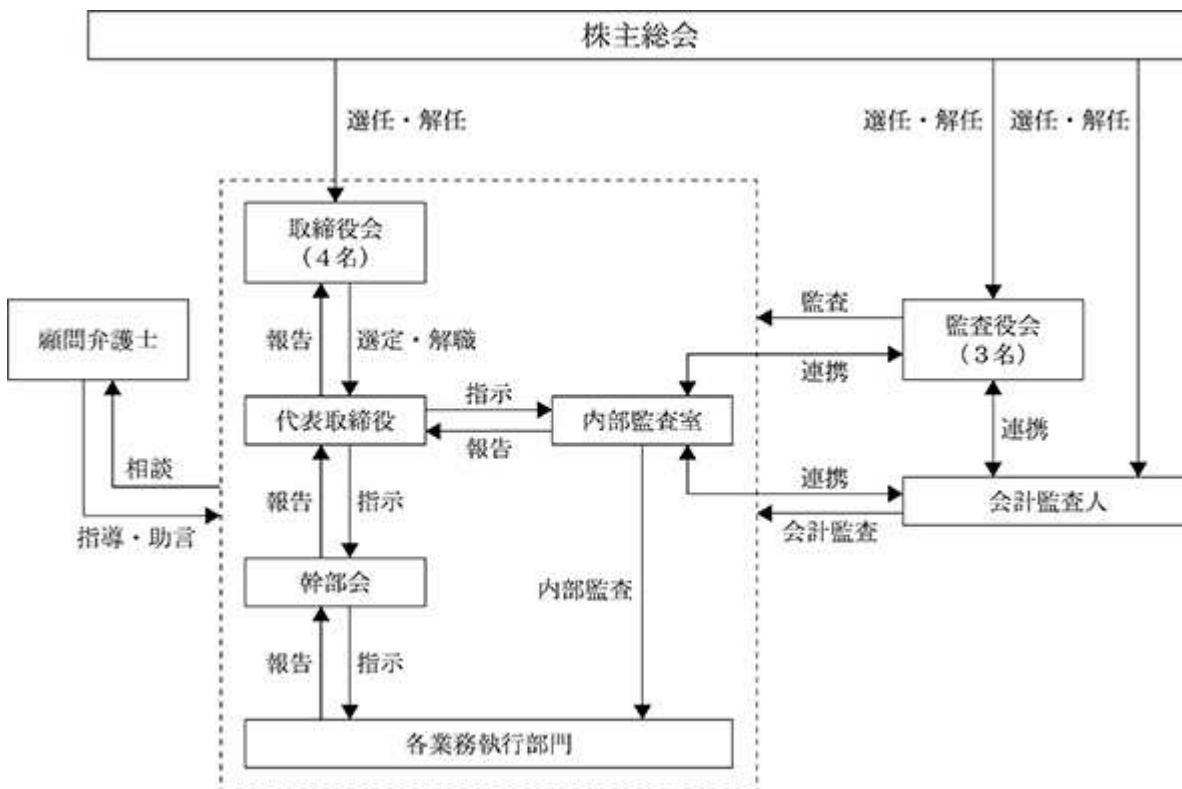 株主総会
選任・解任
選任・解任
選任・解任
取締役会
（4名）
報告
選定・解職
監査
監査役会
（3名）
顧問弁護士
連携
指示
代表取締役
内部監査室
報告
連携
相談
報告
指示
連携
会計監査人
指導・助言
会計監査
幹部会
内部監査
報告
指示
各業務執行部門